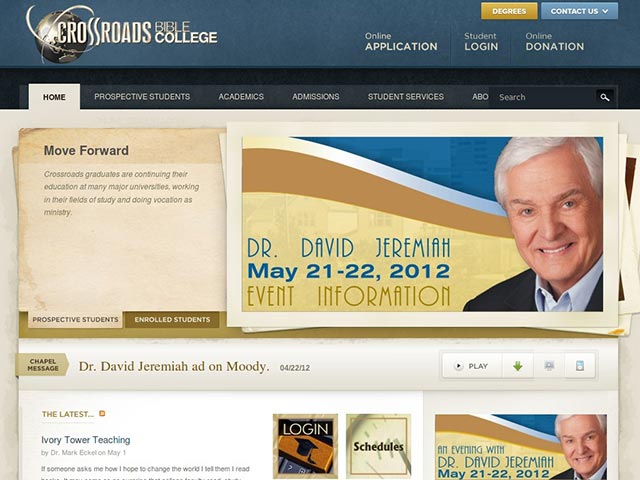 CROSSROADS BIBLE COLLEGE
DEGREES
CONTACT US
Online
APPLICATION
Student
LOGIN
Online
DONATION
HOME
PROSPECTIVE STUDENTS
ACADEMICS
ADMISSIONS
STUDENT SERVICES
ABO
Search
Move Forward
Crossroads graduates are continuing their
education at many major universities, working
in their fields of study and doing vocation as
ministry.
PROSPECTIVE STUDENTS
ENROLLED STUDENTS
DR. DAVID JEREMIAH
May 21-22, 2012
EVENT INFORMATION
CHAPEL
MESSAGE
Dr. David Jeremiah ad on Moody. 04/22/12
PLAY
THE LATEST...
Ivory Tower Teaching
by Dr. Mark Eckel on May 1
If someone asks me how I hope to change the world I tell them I read
LOGIN
Schedules
AN EVENING WITH
DR. DAVID JEREMIAH
May 21-22, 2012